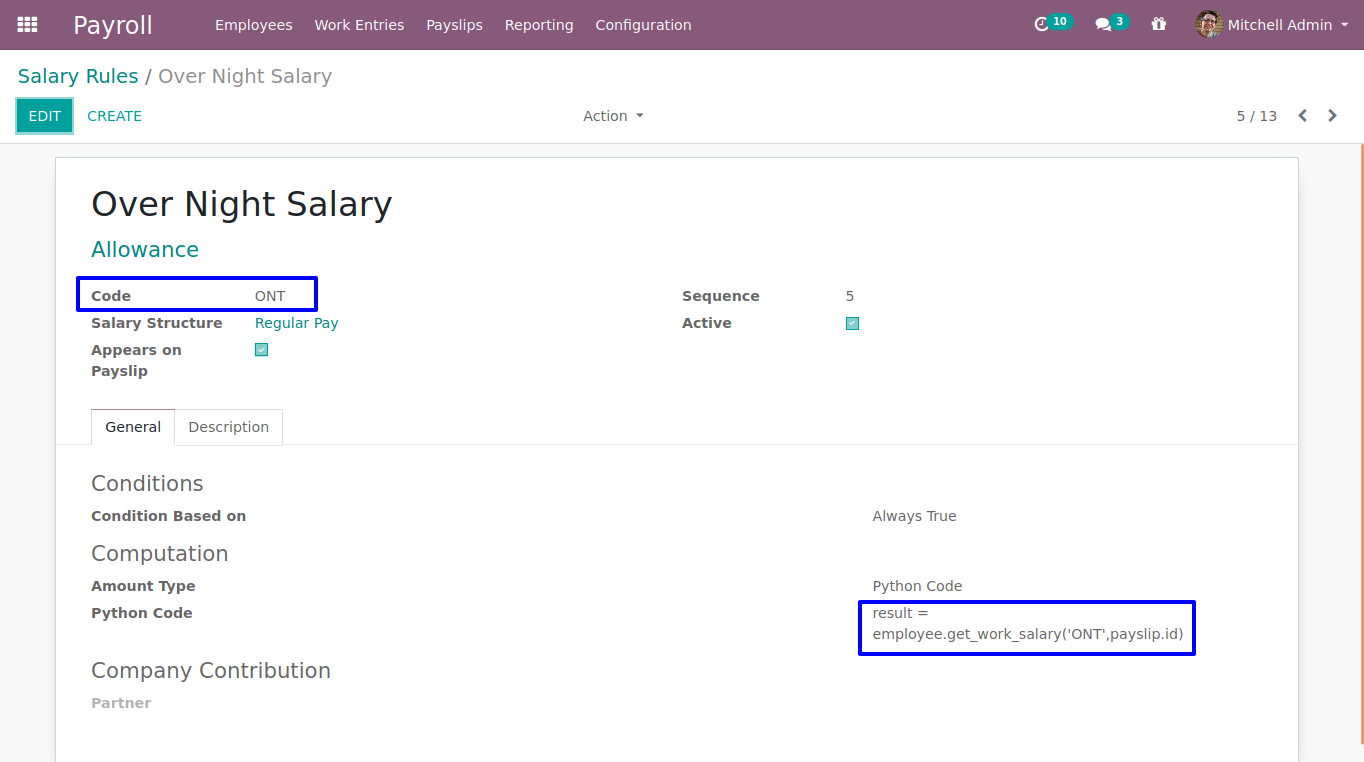 Payroll Employees Work Entries Payslips Reporting Configuration 10 3 Mitchell Admin
Salary Rules / Over Night Salary
EDIT CREATE Action 5 / 13
Over Night Salary
Allowance
Code ONT Sequence 5
Salary Structure Regular Pay Active
Appears on
Payslip
General Description
Conditions
Condition Based on Always True
Computation
Amount Type Python Code
Python Code result =
employee.get_work_salary('ONT',payslip.id)
Company Contribution
Partner